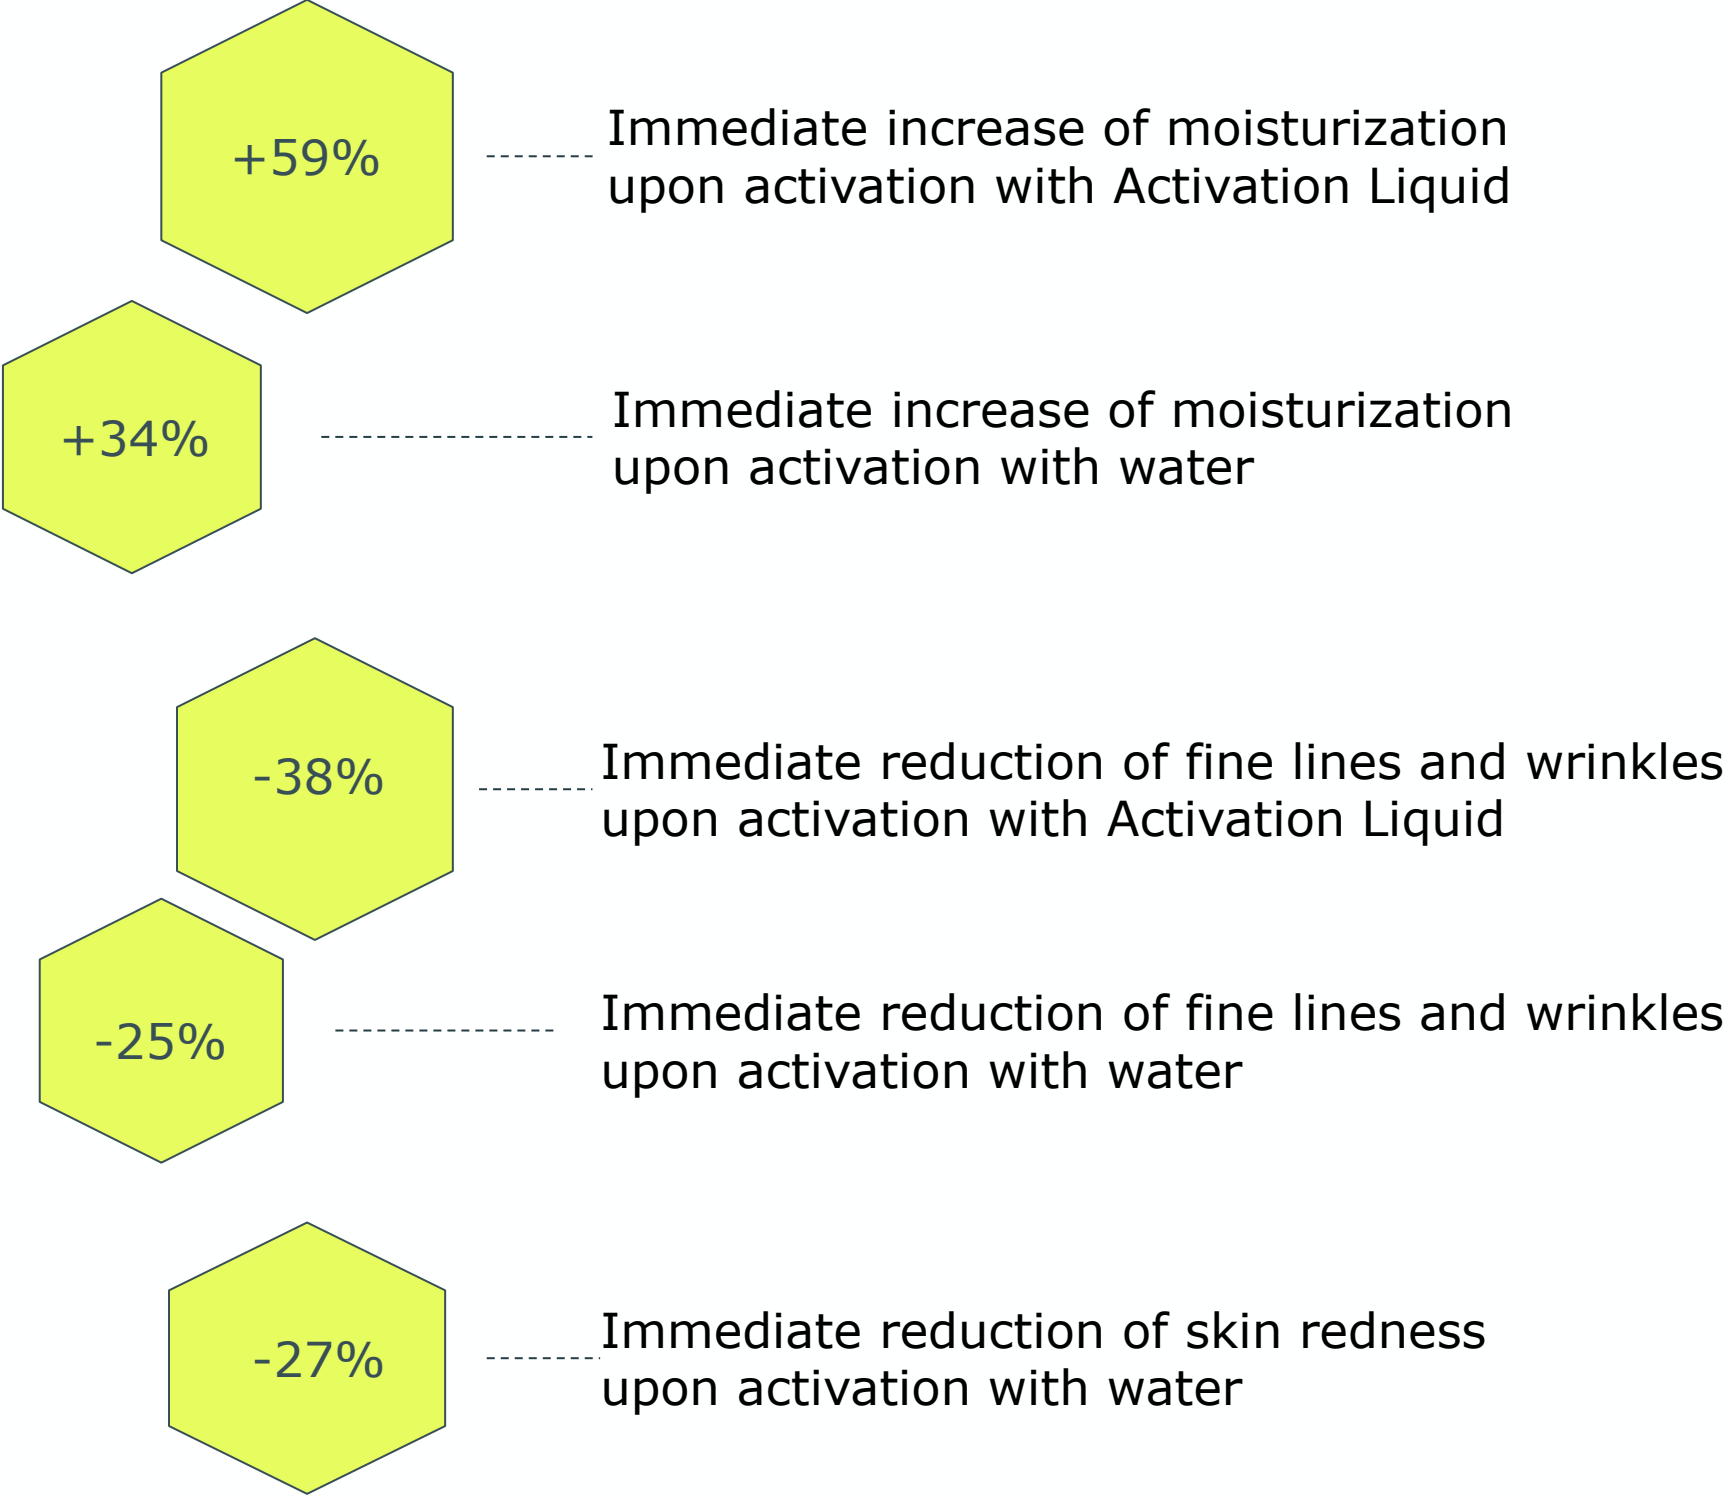 +59%
Immediate increase of moisturization
upon activation with Activation Liquid
+34%
Immediate increase of moisturization
upon activation with water
-38%
Immediate reduction of fine lines and wrinkles
upon activation with Activation Liquid
-25%
Immediate reduction of fine lines and wrinkles
upon activation with water
-27%
Immediate reduction of skin redness
upon activation with water